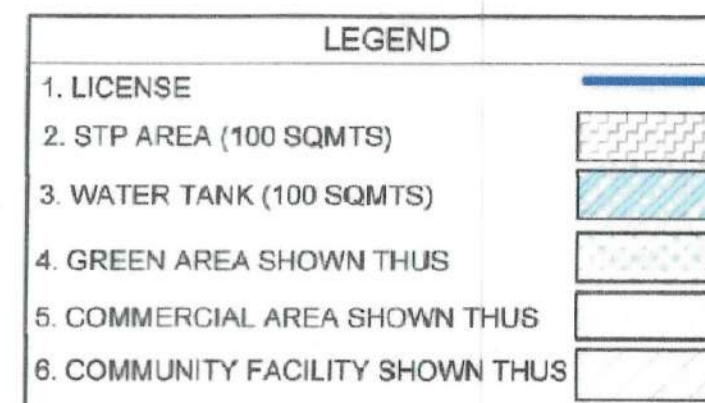 LEGEND
1. LICENSE
2. STP AREA (100 SQMTS)
3. WATER TANK (100 SQMTS)
4. GREEN AREA SHOWN THUS
5. COMMERCIAL AREA SHOWN THUS
6. COMMUNITY FACILITY SHOWN THUS